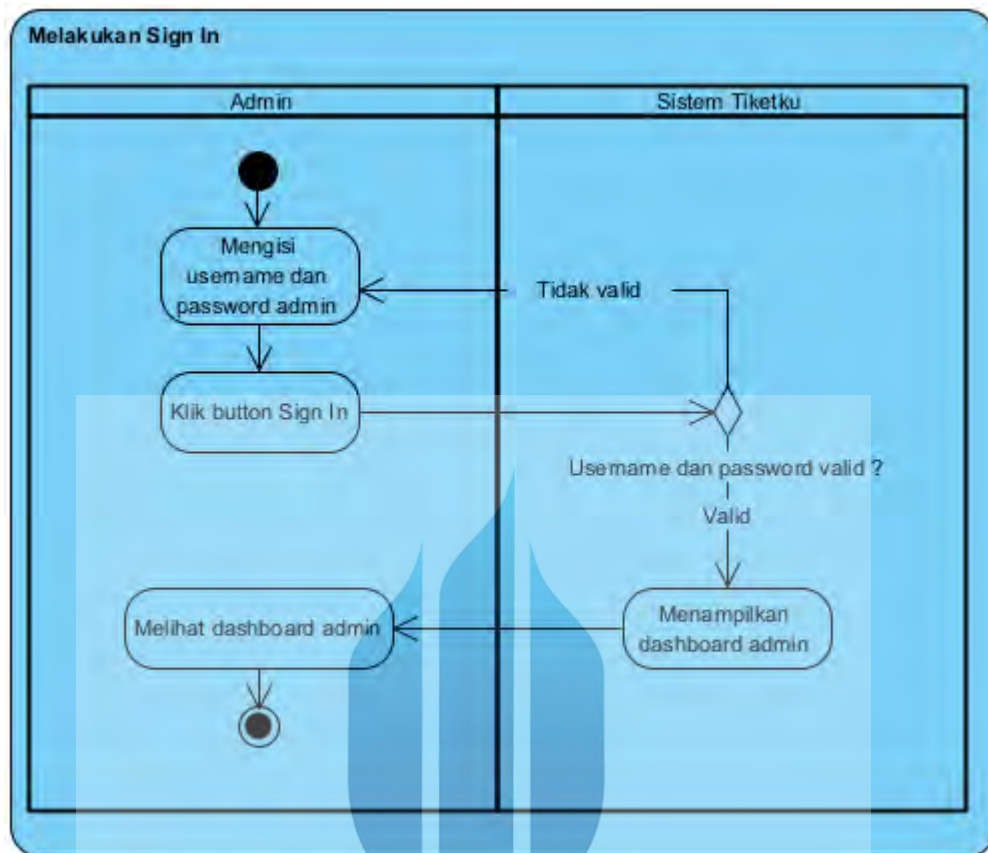 Melakukan Sign In
Admin
Sistem Tiketku
Mengisi
username dan
password admin
Tidak valid
Klik button Sign In
Username dan password valid ?
Valid
Melihat dashboard admin
Menampilkan
dashboard admin